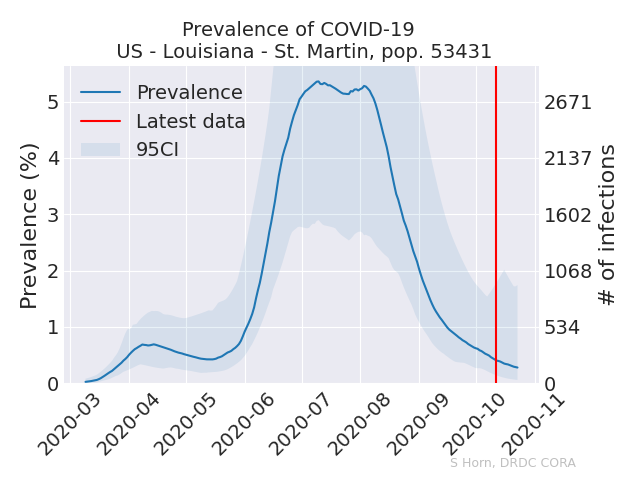 Prevalence of COVID-19
US - Louisiana - St. Martin, pop. 53431
Prevalence
Latest data
95CI
Prevalence (%)
5
4
3
2
1
0
2671
2137
1602
1068
534
0
# of infections
2020-03
2020-04
2020-05
2020-06
2020-07
2020-08
2020-09
2020-10
2020-11
S Horn, DRDC CORA